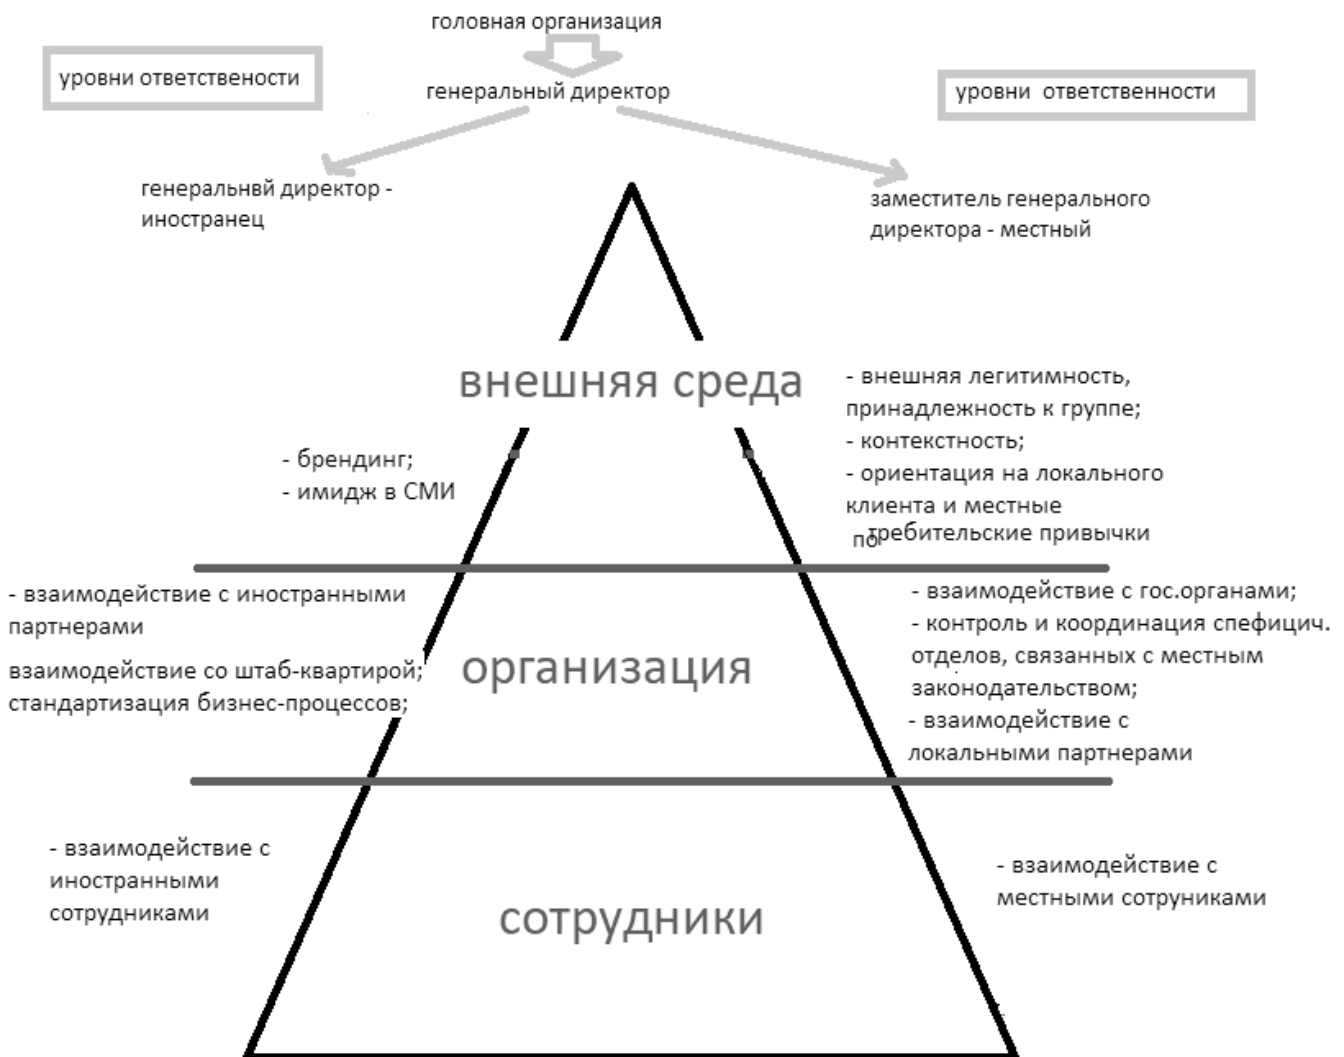 головная организация
уровни ответствености
генеральный директор
уровни ответственности
генеральнвй директор -
иностранец
заместитель генерального
директора - местный
внешняя среда
- брендинг;
- имидж в СМИ
- внешняя легитимность,
принадлежность к группе;
- контекстность;
- ориентация на локального
клиента и местные
потребительские привычки
- взаимодействие с иностранными
партнерами
взаимодействие со штаб-квартирой;
стандартизация бизнес-процессов;
организация
- взаимодействие с гос.органами;
- контроль и координация спефицич.
отделов, связанных с местным
законодательством;
- взаимодействие с
локальными партнерами
- взаимодействие с
иностранными
сотрудниками
сотрудники
- взаимодействие с
местными сотруниками